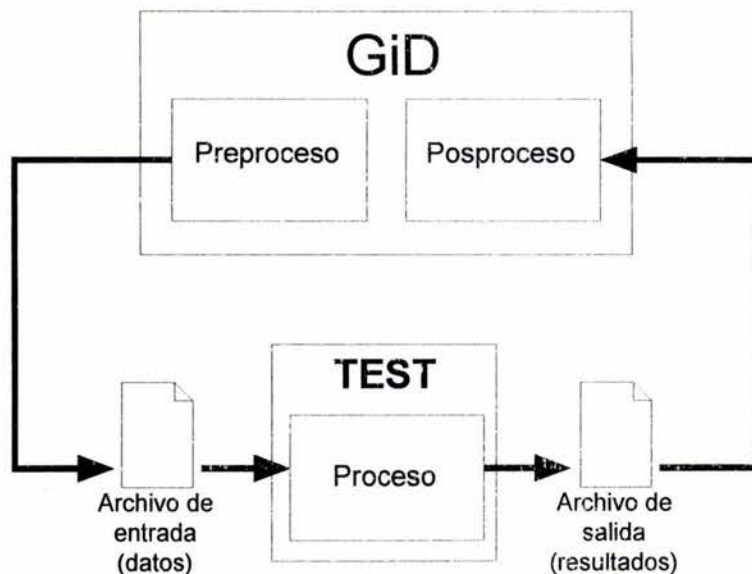 GiD
Preproceso
Posproceso
TEST
Proceso
Archivo de
entrada
(datos)
Archivo de
salida
(resultados)